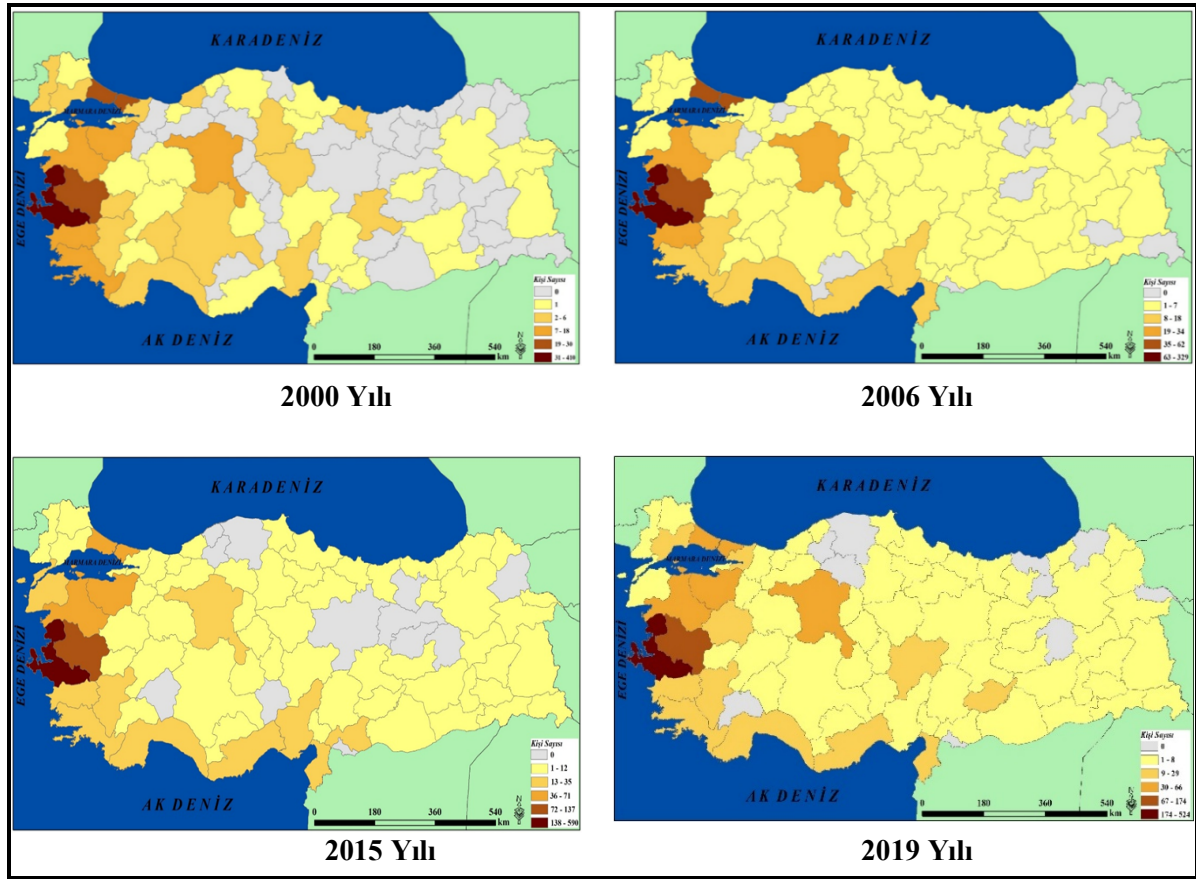 KARADENİZ
MARMARA DENİZİ
EGE DENİZİ
AK DENİZ
Kişi Sayısı
0
1
2 - 6
7 - 18
19 - 30
31 - 410
0 180 360 540
km
2000 Yılı
KARADENİZ
MARMARA DENİZİ
EGE DENİZİ
AK DENİZ
Kişi Sayısı
0
1 - 7
8 - 18
19 - 34
35 - 62
63 - 329
0 180 360 540
km
2006 Yılı
KARADENİZ
MARMARA DENİZİ
EGE DENİZİ
AK DENİZ
Kişi Sayısı
0
1 - 12
13 - 35
36 - 71
72 - 137
138 - 590
0 180 360 540
km
2015 Yılı
KARADENİZ
MARMARA DENİZİ
EGE DENİZİ
AK DENİZ
Kişi Sayısı
0
1 - 8
9 - 29
30 - 66
67 - 174
174 - 524
0 180 360 540
km
2019 Yılı